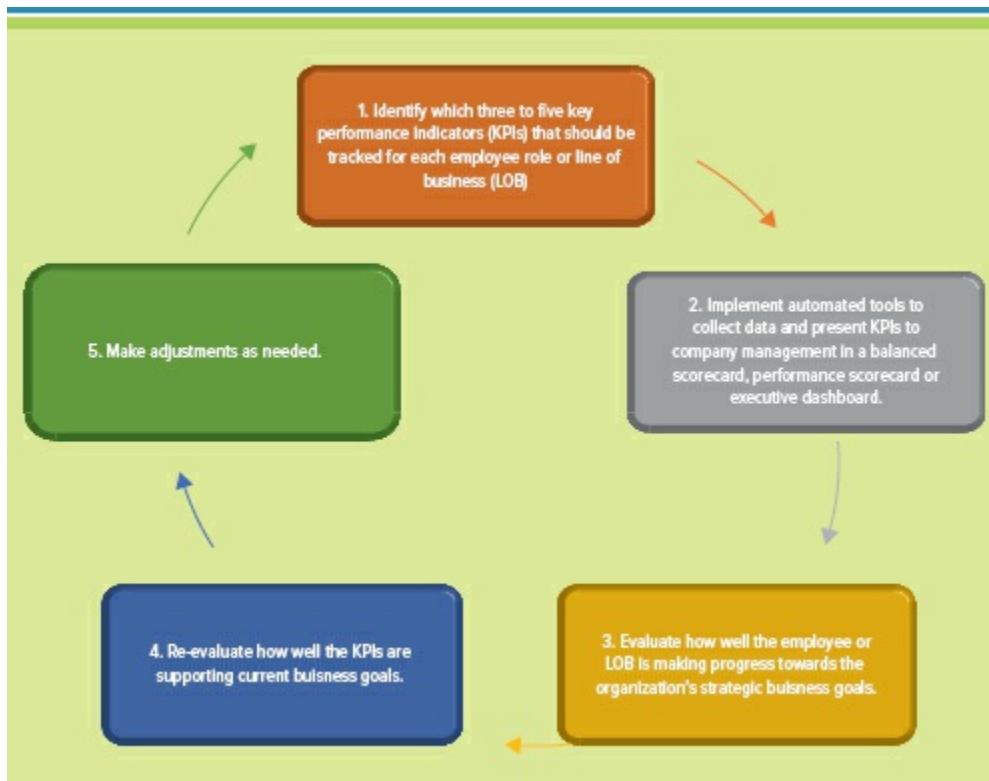 1. Identify which three to five key
performance indicators (KPIs) that should be
tracked for each employee role or line of
business (LOB)
2. Implement automated tools to
collect data and present KPIs to
company management in a balanced
scorecard, performance scorecard or
executive dashboard.
3. Evaluate how well the employee or
LOB is making progress towards the
organization's strategic buisness goals.
4. Re-evaluate how well the KPIs are
supporting current buisness goals.
5. Make adjustments as needed.